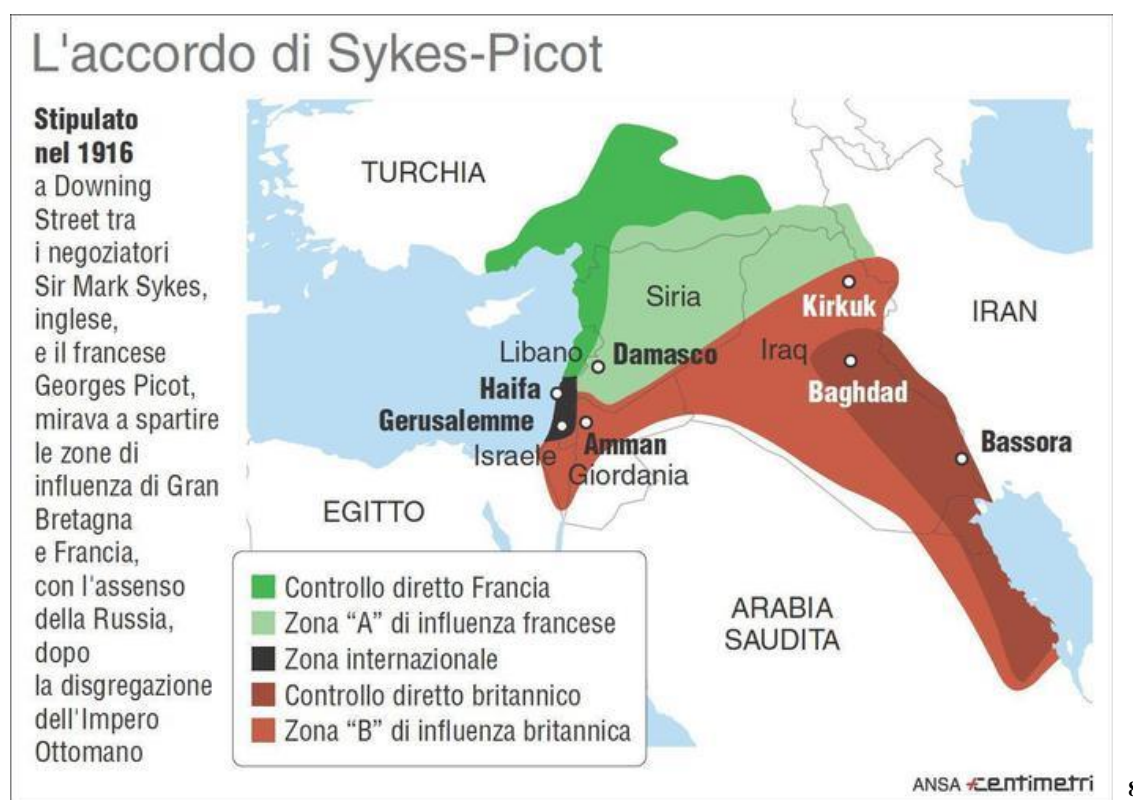 L'accordo di Sykes-Picot
Stipulato
nel 1916
a Downing
Street tra
i negoziatori
Sir Mark Sykes,
inglese,
e il francese
Georges Picot,
mirava a spartire
le zone di
influenza di Gran
Bretagna
e Francia,
con l'assenso
della Russia,
dopo
la disgregazione
dell'Impero
Ottomano
TURCHIA
Siria
Kirkuk
IRAN
Libano
Damasco
Iraq
Haifa
Baghdad
Gerusalemme
Amman
Bassora
Israele
Giordania
EGITTO
ARABIA
SAUDITA
Controllo diretto Francia
Zona “A” di influenza francese
Zona internazionale
Controllo diretto britannico
Zona “B” di influenza britannica
ANSA centimetri